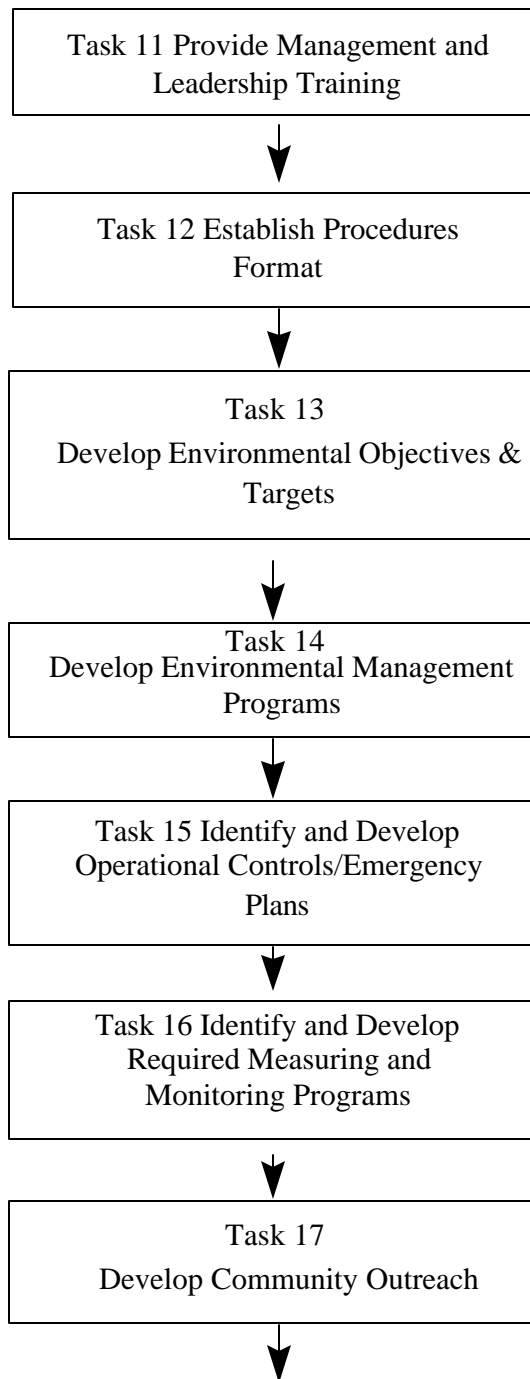 Task 11 Provide Management and
Leadership Training
Task 12 Establish Procedures
Format
Task 13
Develop Environmental Objectives &
Targets
Task 14
Develop Environmental Management
Programs
Task 15 Identify and Develop
Operational Controls/Emergency
Plans
Task 16 Identify and Develop
Required Measuring and
Monitoring Programs
Task 17
Develop Community Outreach